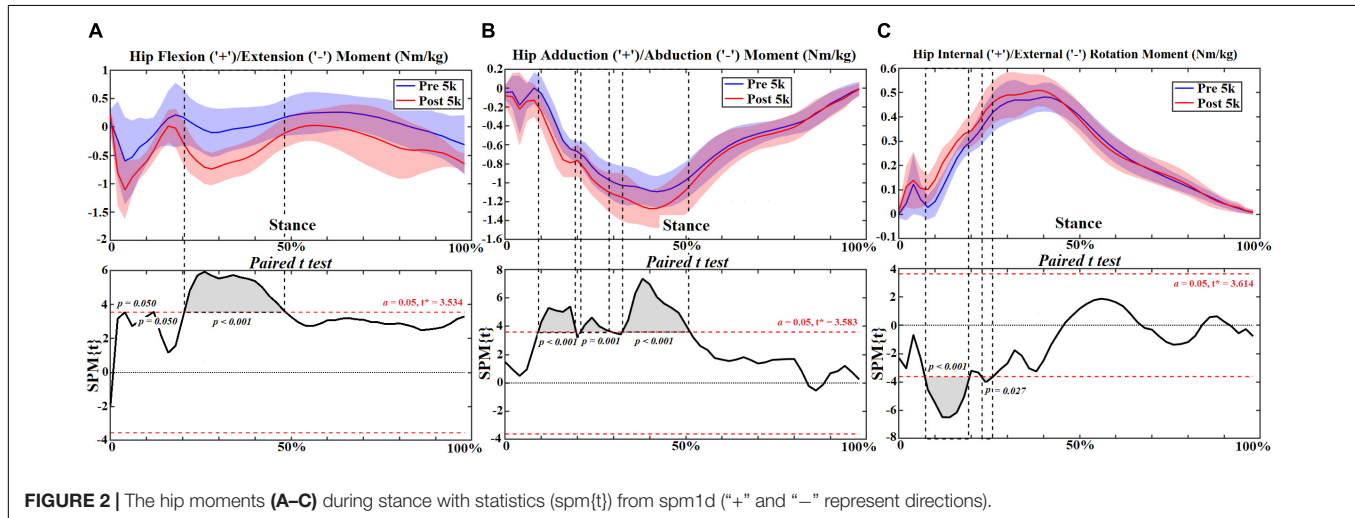 A
Hip Flexion ('+')/Extension ('-') Moment (Nm/kg)
1
0.5
0
-0.5
-1
1.5
-2
Pre 5k
Post 5k
Stance
0
50%
100%
Paired t test
6
4
2
0
2
-4
SPM{t}
p = 0.050
p = 0.050
p <0.001
a = 0.05, t* = 3.534
0
50%
100%
B
Hip Adduction ('+')/Abduction ('-') Moment (Nm/kg)
0.2
0
-0.2
-0.4
-0.6
-0.8
-1
-1.2
-1.4
-1.6
Pre 5k
Post 5k
Stance
0
50%
100%
Paired t test
8
6
4
2
0
-2
-4
SPM{t}
p < 0.001
p = 0.001
p <0.001
a = 0.05, t* = 3.583
0
50%
100%
C
Hip Internal ('+')/External ('-') Rotation Moment (Nm/kg)
0.6
0.5
0.4
0.3
0.2
0.1
0
-0.1
Pre 5k
Post 5k
Stance
0
50%
100%
Paired t test
4
2
0
-2
-4
-6
-8
SPM{t}
a = 0.05, t* = 3.614
p <0.001
p = 0.027
0
50%
100%
FIGURE 2 | The hip moments (A–C) during stance with statistics (spm{t}) from spm1d (“+” and “−” represent directions).